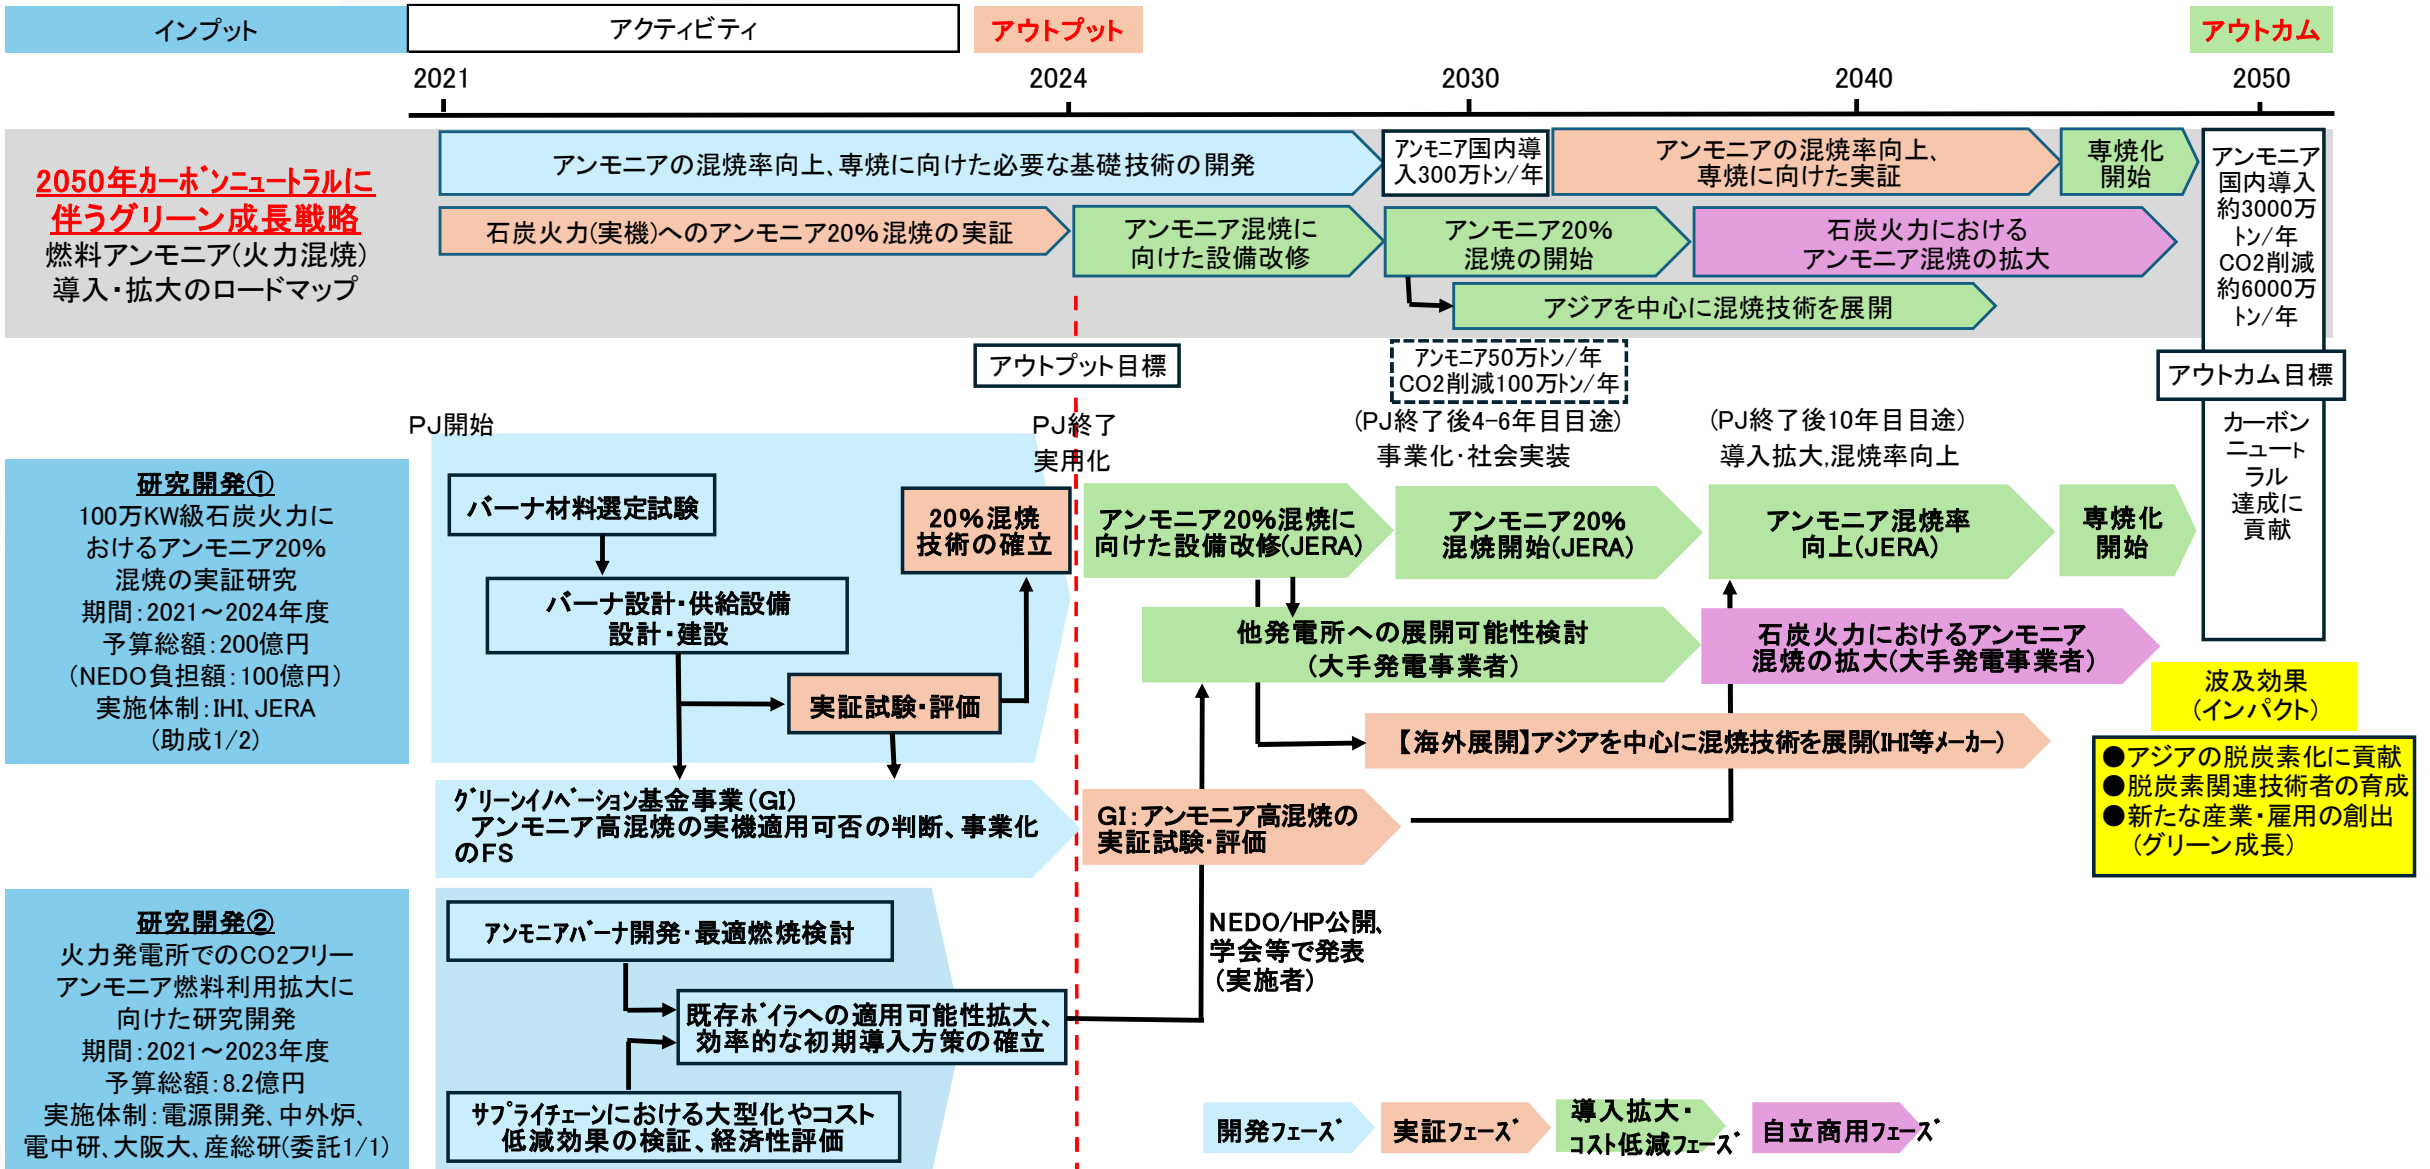 インプット
アクティビティ
アウトプット
アウトカム
2021
2024
2030
2040
2050
2050年ｶｰﾎﾞﾝﾆｭｰﾄﾗﾙに
伴うグリーン成長戦略
燃料アンモニア(火力混焼)
導入・拡大のロードマップ
アンモニアの混焼率向上、専焼に向けた必要な基礎技術の開発
ｱﾝﾓﾆｱ国内導
入300万ﾄﾝ/年
アンモニアの混焼率向上、
専焼に向けた実証
専焼化
開始
石炭火力(実機)へのアンモニア20%混焼の実証
アンモニア混焼に
向けた設備改修
アンモニア20%
混焼の開始
石炭火力における
アンモニア混焼の拡大
アジアを中心に混焼技術を展開
アンモニア
国内導入
約3000万
ﾄﾝ/年
CO2削減
約6000万
ﾄﾝ/年
アウトプット目標
ｱﾝﾓﾆｱ50万ﾄﾝ/年
CO2削減100万ﾄﾝ/年
アウトカム目標
カーボン
ニュート
ラル
達成に
貢献
PJ開始
PJ終了
実用化
(PJ終了後4-6年目目途)
事業化･社会実装
(PJ終了後10年目目途)
導入拡大,混焼率向上
研究開発①
100万KW級石炭火力に
おけるアンモニア20%
混焼の実証研究
期間：2021～2024年度
予算総額：200億円
(NEDO負担額：100億円)
実施体制：IHI、JERA
(助成1/2)
バーナ材料選定試験
バーナ設計・供給設備
設計・建設
20%混焼
技術の確立
実証試験・評価
アンモニア20%混焼に
向けた設備改修(JERA)
アンモニア20%
混焼開始(JERA)
アンモニア混焼率
向上(JERA)
専焼化
開始
他発電所への展開可能性検討
(大手発電事業者)
石炭火力におけるアンモニア
混焼の拡大(大手発電事業者)
【海外展開】アジアを中心に混焼技術を展開(IHI等ﾒｰｶｰ)
波及効果
(インパクト)
●アジアの脱炭素化に貢献
●脱炭素関連技術者の育成
●新たな産業・雇用の創出
(グリーン成長)
ｸﾞﾘｰﾝｲﾉﾍﾞｰｼｮﾝ基金事業(GI)
アンモニア高混焼の実機適用可否の判断、事業化
のFS
GI：アンモニア高混焼の
実証試験･評価
研究開発②
火力発電所でのCO2フリー
アンモニア燃料利用拡大に
向けた研究開発
期間：2021～2023年度
予算総額：8.2億円
実施体制：電源開発、中外炉、
電中研、大阪大、産総研(委託1/1)
ｱﾝﾓﾆｱﾊﾞｰﾅ開発･最適燃焼検討
既存ﾎﾞｲﾗへの適用可能性拡大、
効率的な初期導入方策の確立
ｻﾌﾟﾗｲﾁｪｰﾝにおける大型化やコスト
低減効果の検証、経済性評価
NEDO/HP公開、
学会等で発表
(実施者)
開発ﾌｪｰｽﾞ
実証ﾌｪｰｽﾞ
導入拡大・
ｺｽﾄ低減ﾌｪｰｽﾞ
自立商用ﾌｪｰｽﾞ